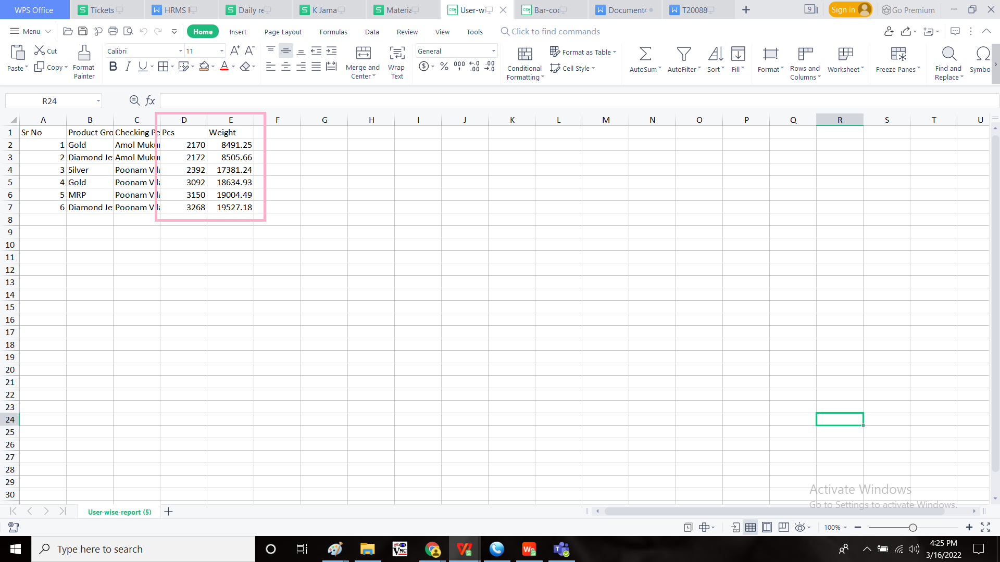 WPS Office Tickets HRMS Daily re K Jama Materia User-wi Bar-coc Document4 T20088 9 Sign in Go Premium
Menu Home Insert Page Layout Formulas Data Review View Tools Click to find commands
Cut Calibri 11 General Format as Table
Paste Copy Format Painter B I U Merge and Center Wrap Text Conditional Formatting Cell Style AutoSum AutoFilter Sort Fill Format Rows and Columns Worksheet Freeze Panes Find and Replace Symbo
R24 fx
A B C D E F G H I J K L M N O P Q R S T U
1 Sr No Product Gro Checking Pe Pcs Weight
2 1 Gold Amol Mukun 2170 8491.25
3 2 Diamond Je Amol Mukun 2172 8505.66
4 3 Silver Poonam Vila 2392 17381.24
5 4 Gold Poonam Vila 3092 18634.93
6 5 MRP Poonam Vila 3150 19004.49
7 6 Diamond Je Poonam Vila 3268 19527.18
8
9
10
11
12
13
14
15
16
17
18
19
20
21
22
23
24
25
26
27
28
29
30
Activate Windows
Go to Settings to activate Windows.
User-wise-report (5)
100%
Type here to search
4:25 PM
3/16/2022